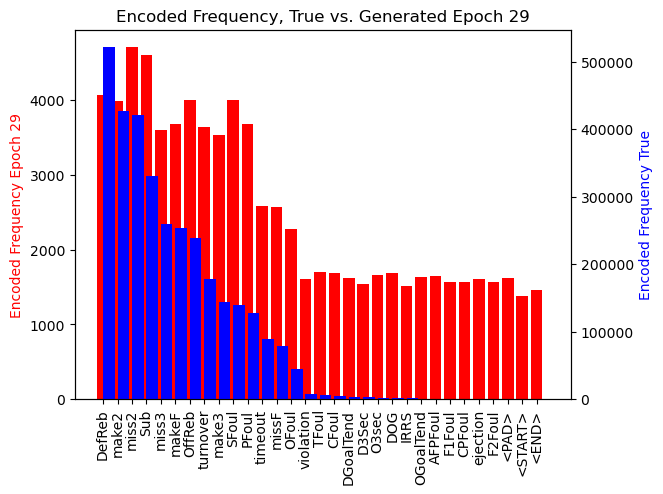 Encoded Frequency, True vs. Generated Epoch 29
Encoded Frequency Epoch 29
4000
3000
2000
1000
0
500000
400000
300000
200000
100000
0
Encoded Frequency True
DefReb
make2
miss2
Sub
miss3
makeF
OffReb
turnover
make3
SFoul
PFoul
timeout
missF
OFoul
violation
TFoul
CFoul
DGoalTend
D3Sec
O3sec
DOG
IRRS
OGoalTend
AFPFoul
F1Foul
CPFoul
ejection
F2Foul
<PAD>
<START>
<END>